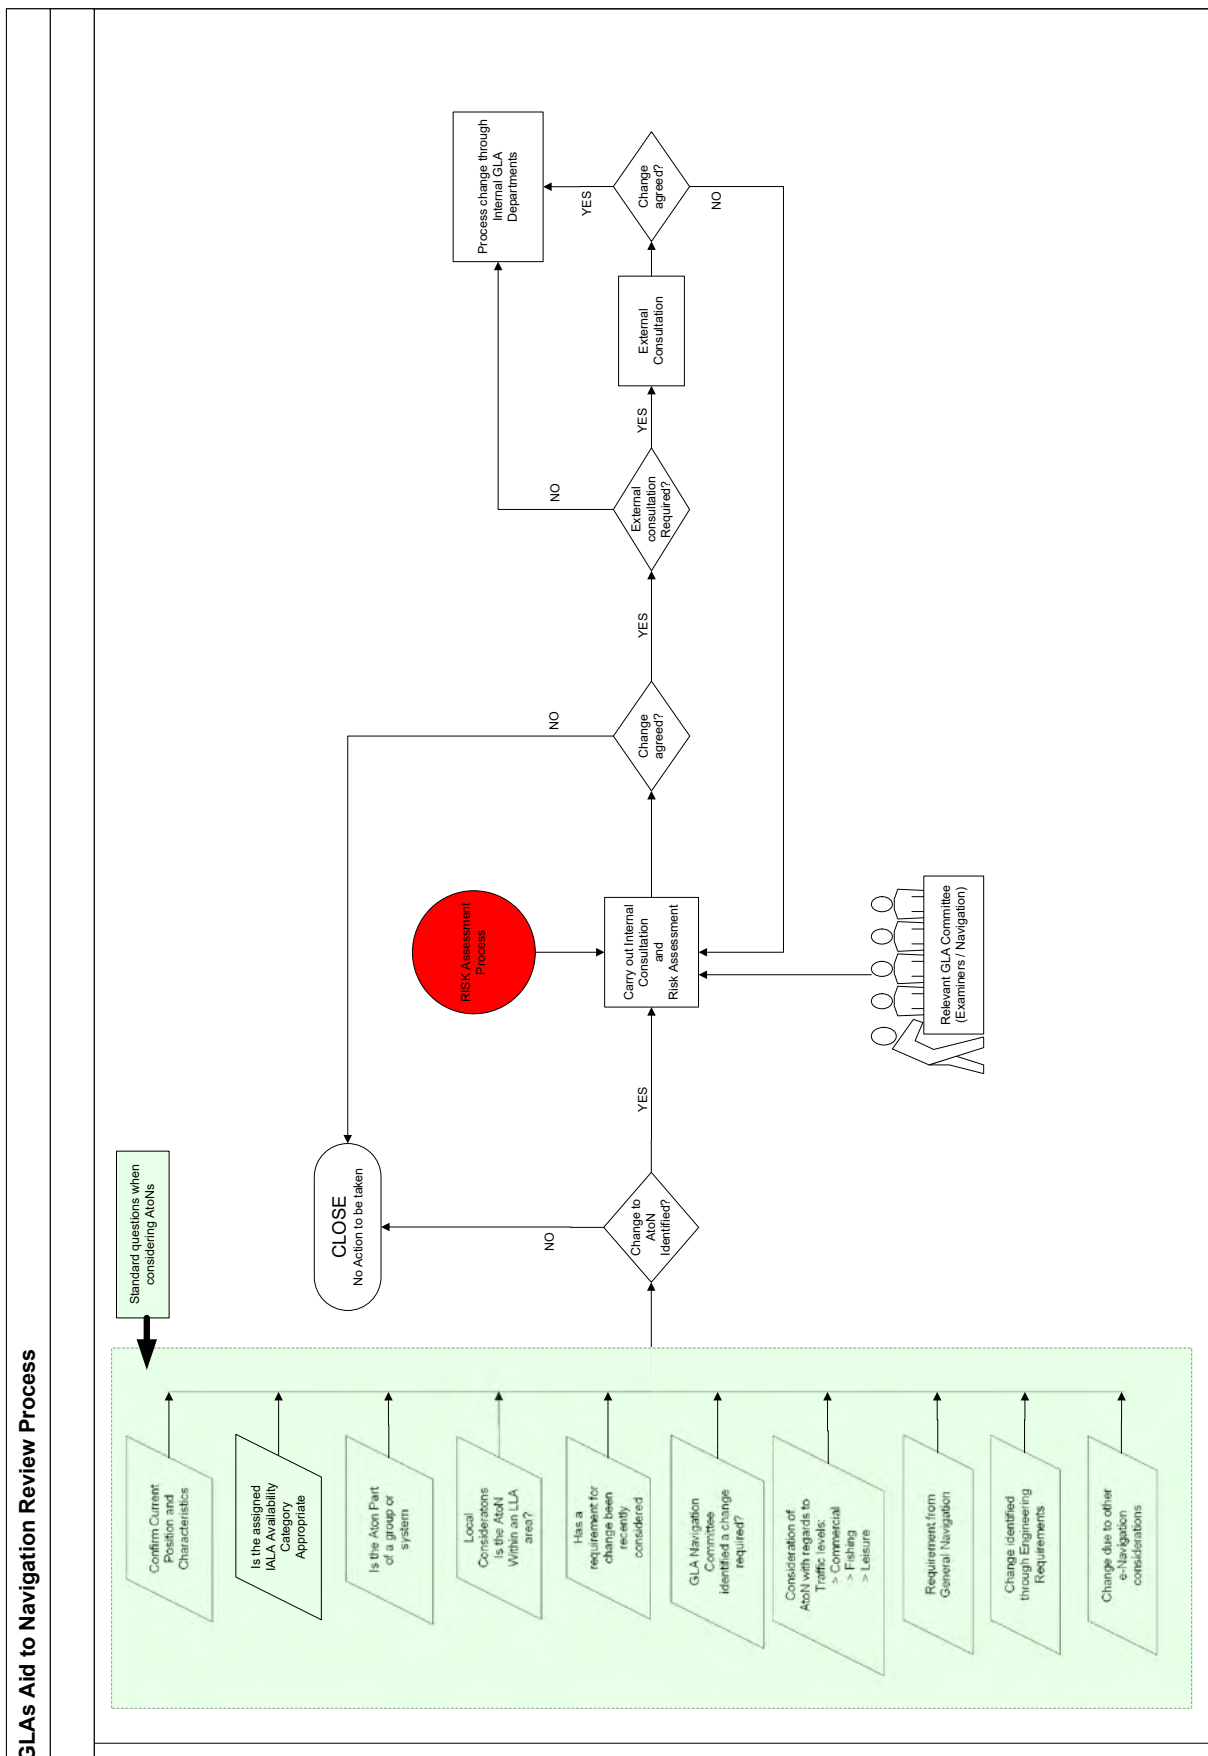 GLAs Aid to Navigation Review Process
Standard questions when
considering AtoNs
Confirm Current
Position and
Characteristics
Is the assigned
IALA Availability
Category
Appropriate
Is the Aton Part
of a group or
system
Local
Consideratons
Is the AtoN
Within an LLA
area?
Has a
requirement for
change been
recently
considered
GLA Navigation
Committee
identified a change
required?
Consideration of
AtoN with regards to
Traffic levels:
> Commercial
> Fishing
> Leisure
Requirement from
General Navigation
Change identified
through Engineering
Requirements
Change due to other
e-Navigation
considerations
Change to
AtoN
Identified?
NO
YES
CLOSE
No Action to be taken
RISK Assessment
Process
Carry out Internal
Consultation
and
Risk Assessment
Relevant GLA Committee
(Examiners / Navigation)
Change
agreed?
NO
YES
External
consultation
Required?
NO
YES
External
Consultation
Change
agreed?
YES
NO
Process change through
Internal GLA
Departments